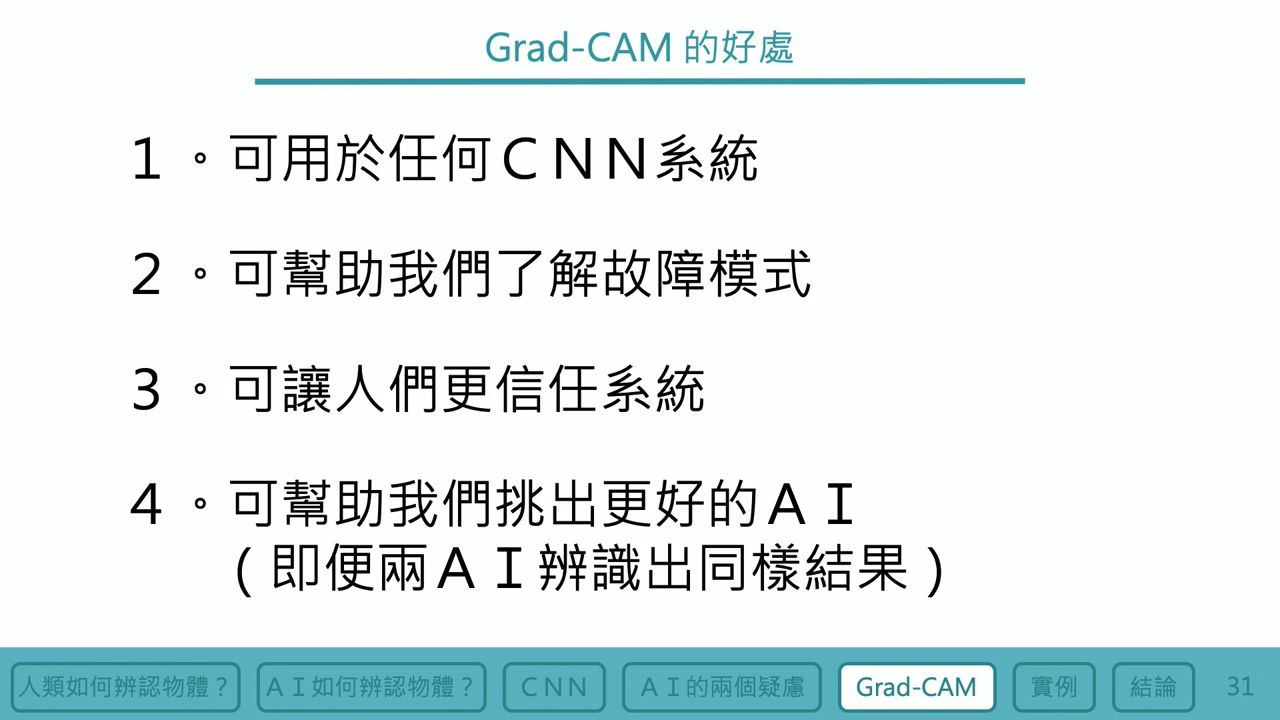 Grad-CAM 的好處
１。可用於任何ＣＮＮ系統
２。可幫助我們了解故障模式
３。可讓人們更信任系統
４。可幫助我們挑出更好的ＡＩ
（即便兩ＡＩ辨識出同樣結果）
人類如何辨認物體？
ＡＩ如何辨認物體？
ＣＮＮ
ＡＩ的兩個疑慮
Grad-CAM
實例
結論
31